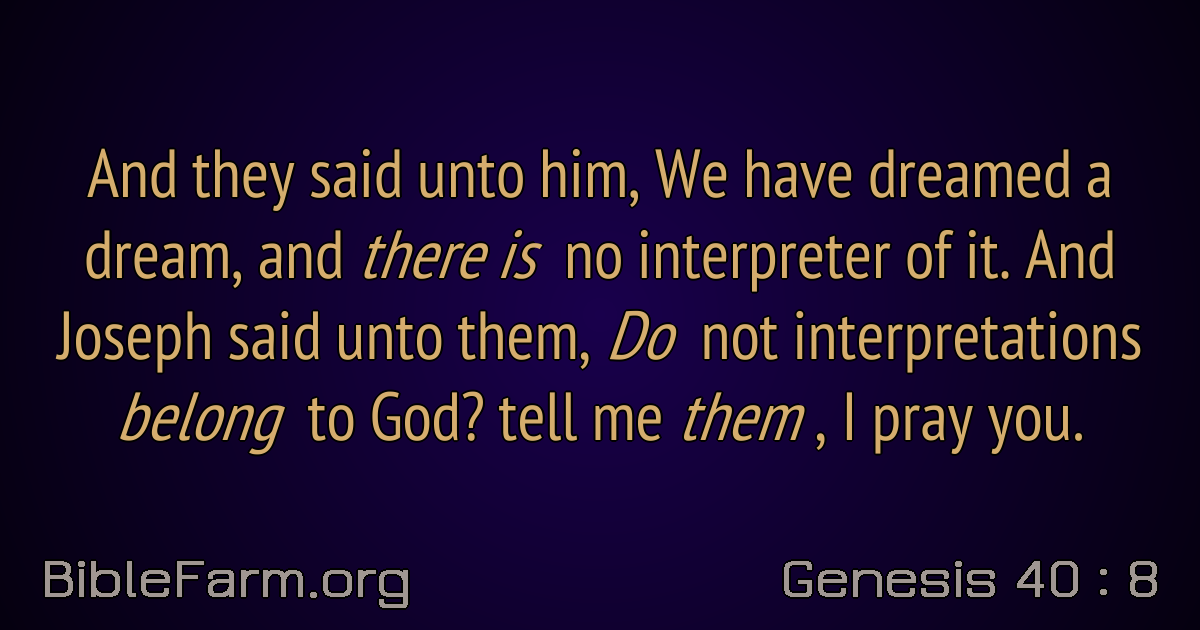 And they said unto him, We have dreamed a
dream, and there is no interpreter of it. And
Joseph said unto them, Do not interpretations
belong to God? tell me them , I pray you.
BibleFarm.org
Genesis 40 : 8